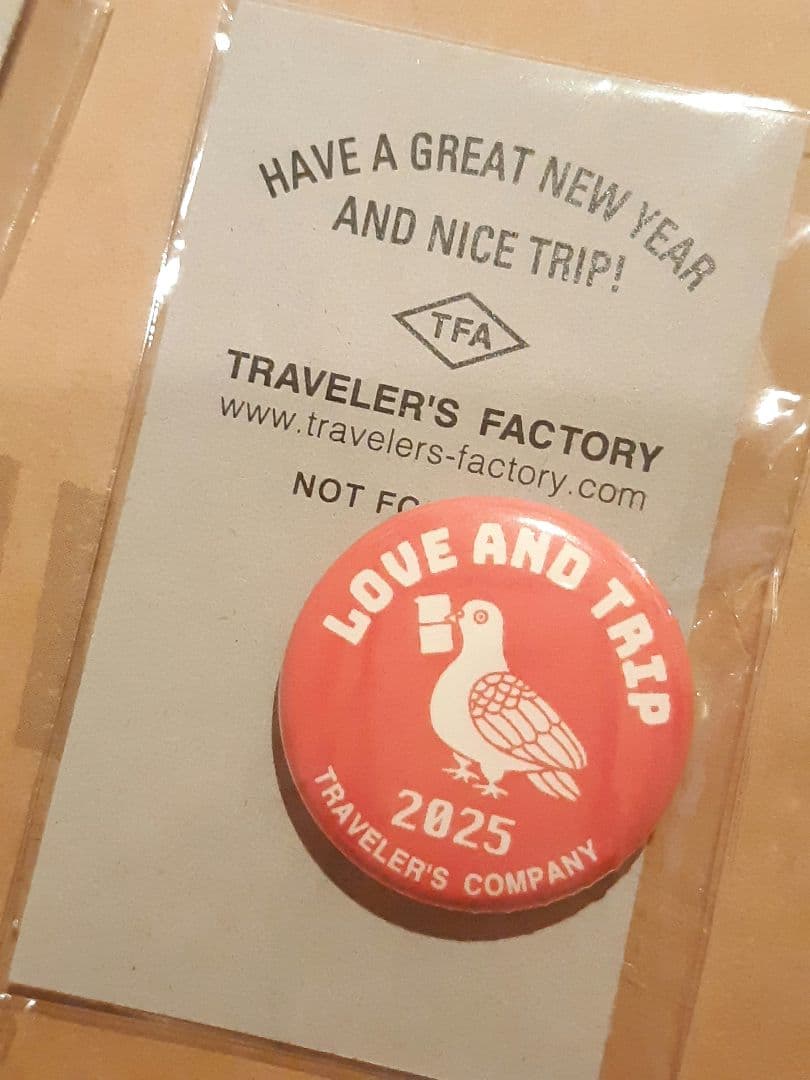 HAVE A GREAT NEW YEAR
AND NICE TRIP!
TFA
TRAVELER'S FACTORY
www.travelers-factory.com
NOT
LOVE AND TRIP
2025
TRAVELER'S COMPANY